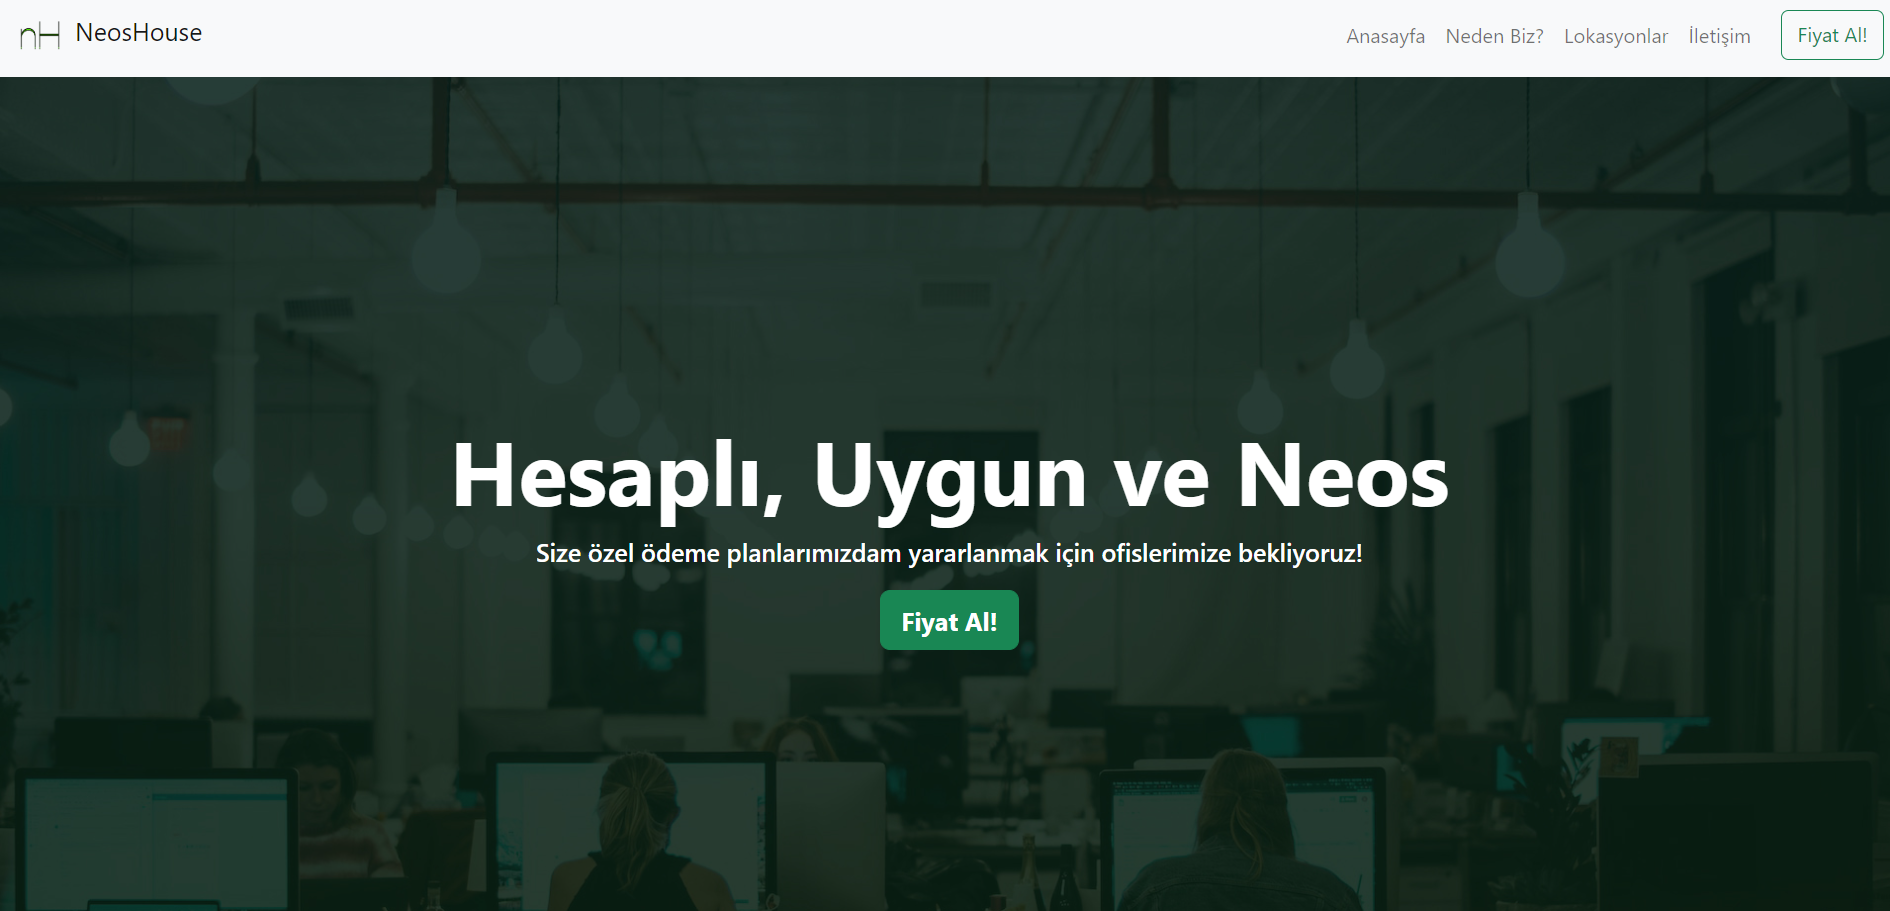 nH NeosHouse
Anasayfa Neden Biz? Lokasyonlar İletişim Fiyat Al!
Hesaplı, Uygun ve Neos
Size özel ödeme planlarımızdam yararlanmak için ofislerimize bekliyoruz!
Fiyat Al!